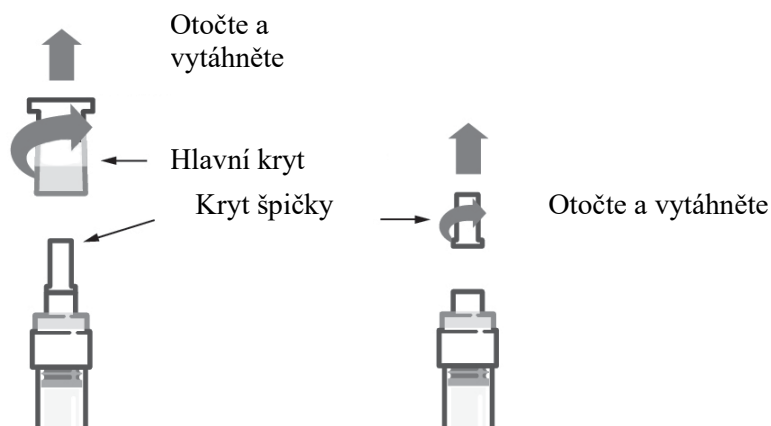 Otočte a
vytáhněte
Hlavní kryt
Kryt špičky
Otočte a vytáhněte